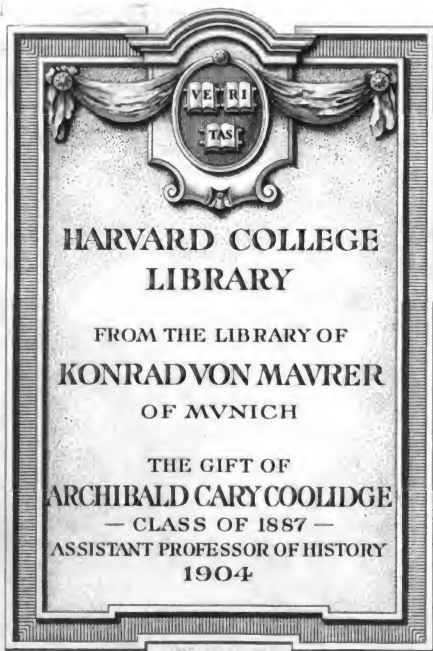 VE RI
TAS
HARVARD COLLEGE
LIBRARY
FROM THE LIBRARY OF
KONRAD VON MAVRER
OF MVNICH
THE GIFT OF
ARCHIBALD CARY COOLIDGE
— CLASS OF 1887 —
ASSISTANT PROFESSOR OF HISTORY
1904